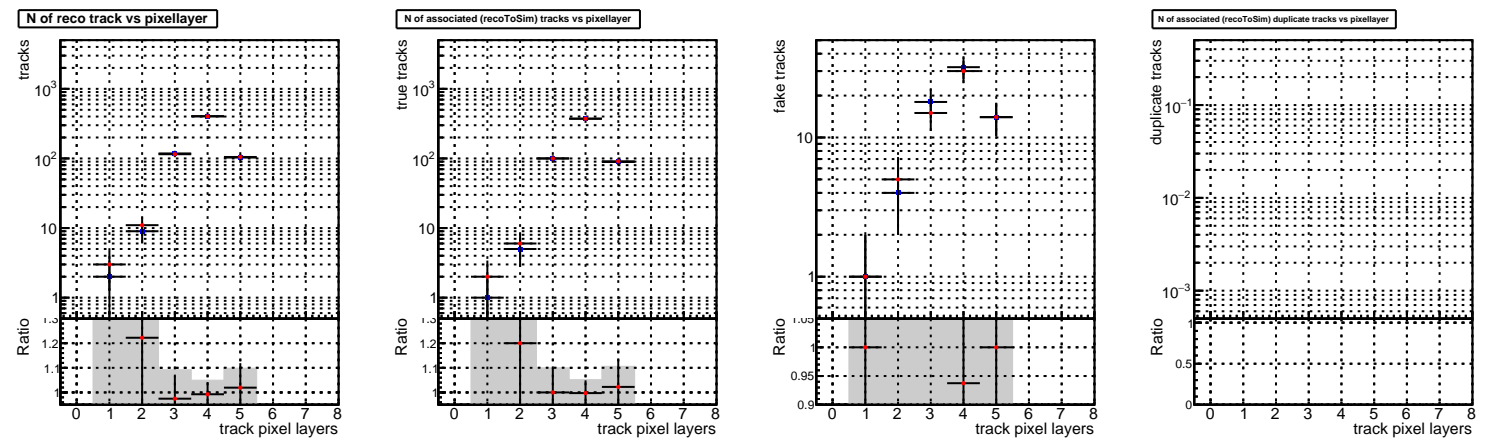 N of reco track vs pixellayer
tracks
10³
10²
10
1
Ratio
1.3
1.2
1.1
1
0 1 2 3 4 5 6 7 8
track pixel layers
N of associated (recoToSim) tracks vs pixellayer
true tracks
10³
10²
10
1
Ratio
1.3
1.2
1.1
1
0 1 2 3 4 5 6 7 8
track pixel layers
fake tracks
10
1
Ratio
1.05
1
0.95
0.9
0 1 2 3 4 5 6 7 8
track pixel layers
N of associated (recoToSim) duplicate tracks vs pixellayer
duplicate tracks
10⁻¹
10⁻²
10⁻³
Ratio
1
0.5
0
0 1 2 3 4 5 6 7 8
track pixel layers